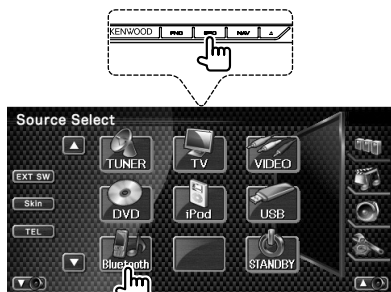 KENWOOD FNC SRC NAV
Source Select
TUNER TV VIDEO
EXT SW
Skin
DVD iPod USB
TEL
Bluetooth STANDBY